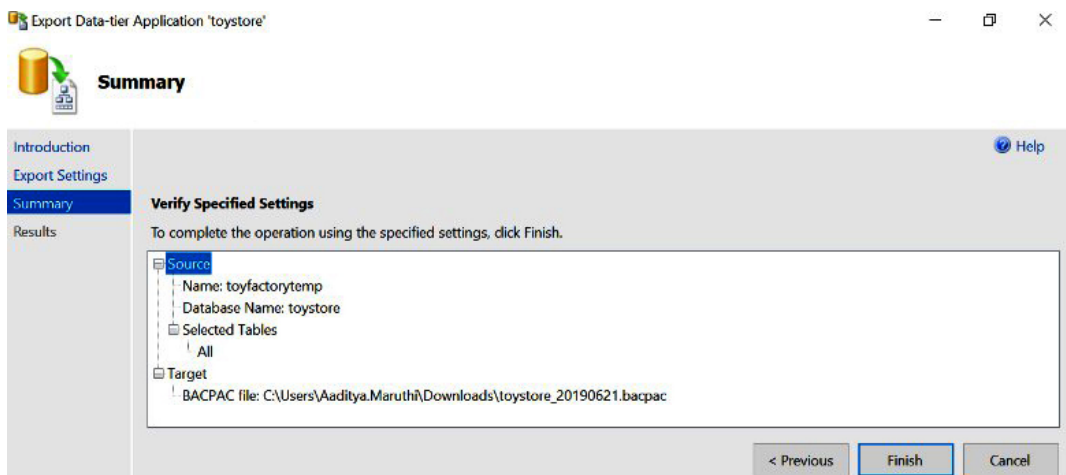 Export Data-tier Application 'toystore'
Summary
Introduction
Help
Export Settings
Summary
Verify Specified Settings
Results
To complete the operation using the specified settings, click Finish.
Source
Name: toyfactorytemp
Database Name: toystore
Selected Tables
All
Target
BACPAC file: C:\Users\Aaditya.Maruthi\Downloads\toystore_20190621.bacpac
< Previous Finish Cancel